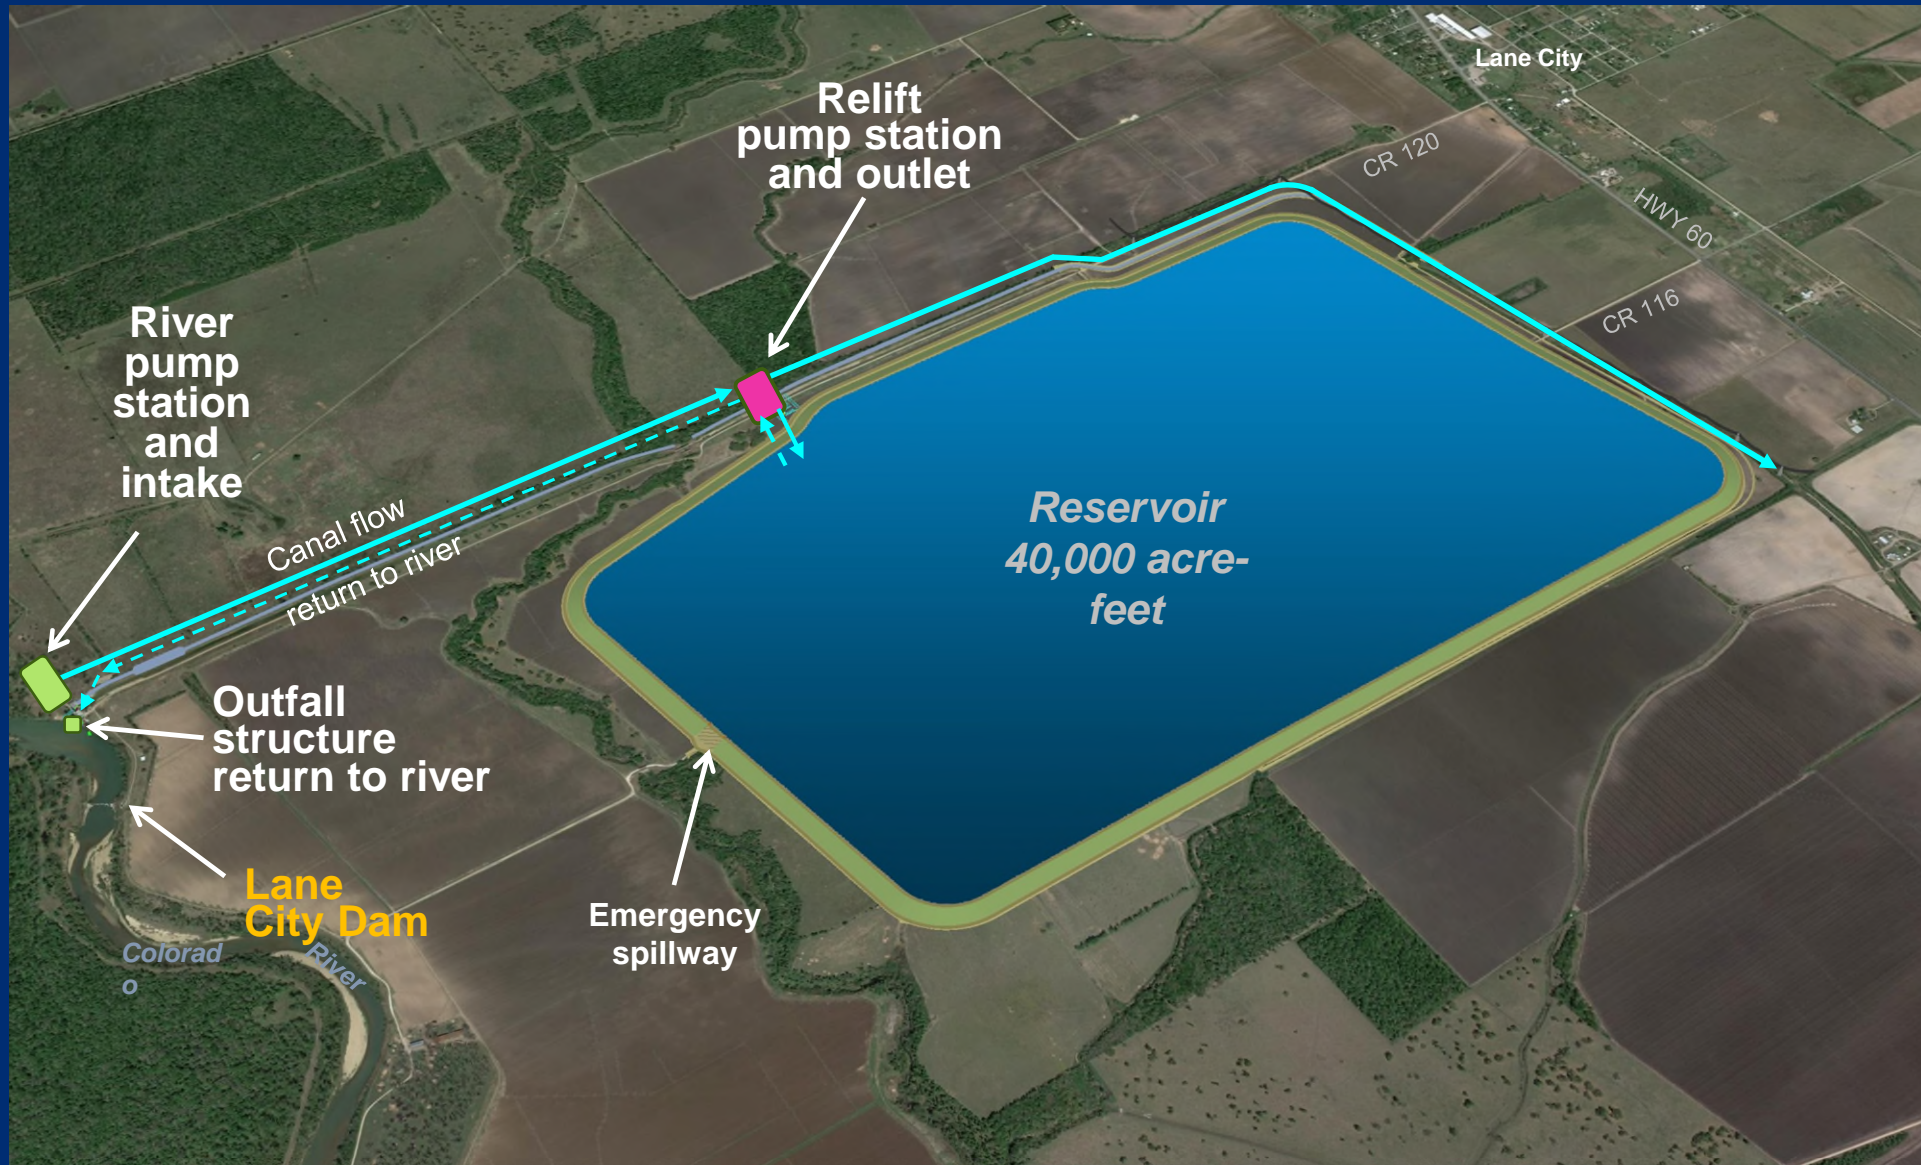 Lane City
Relift
pump station
and outlet
CR 120
HWY 60
CR 116
River
pump
station
and
intake
Canal flow
return to river
Reservoir
40,000 acre-
feet
Outfall
structure
return to river
Lane
City Dam
Emergency
spillway
Colorad
o
River